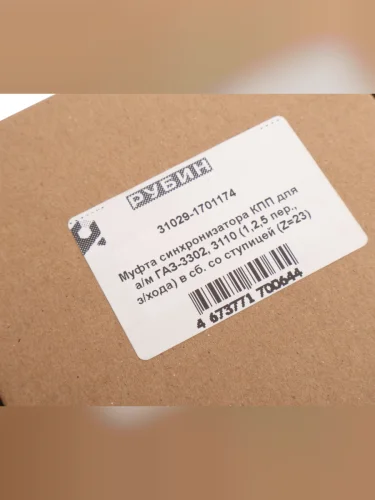 РУБИН
31029-1701174
Муфта синхронизатора КПП для
а/м ГАЗ-3302, 3110 (1,2,5 пер.,
з/хода) в сб. со ступицей (Z=23)
4 673771 700644